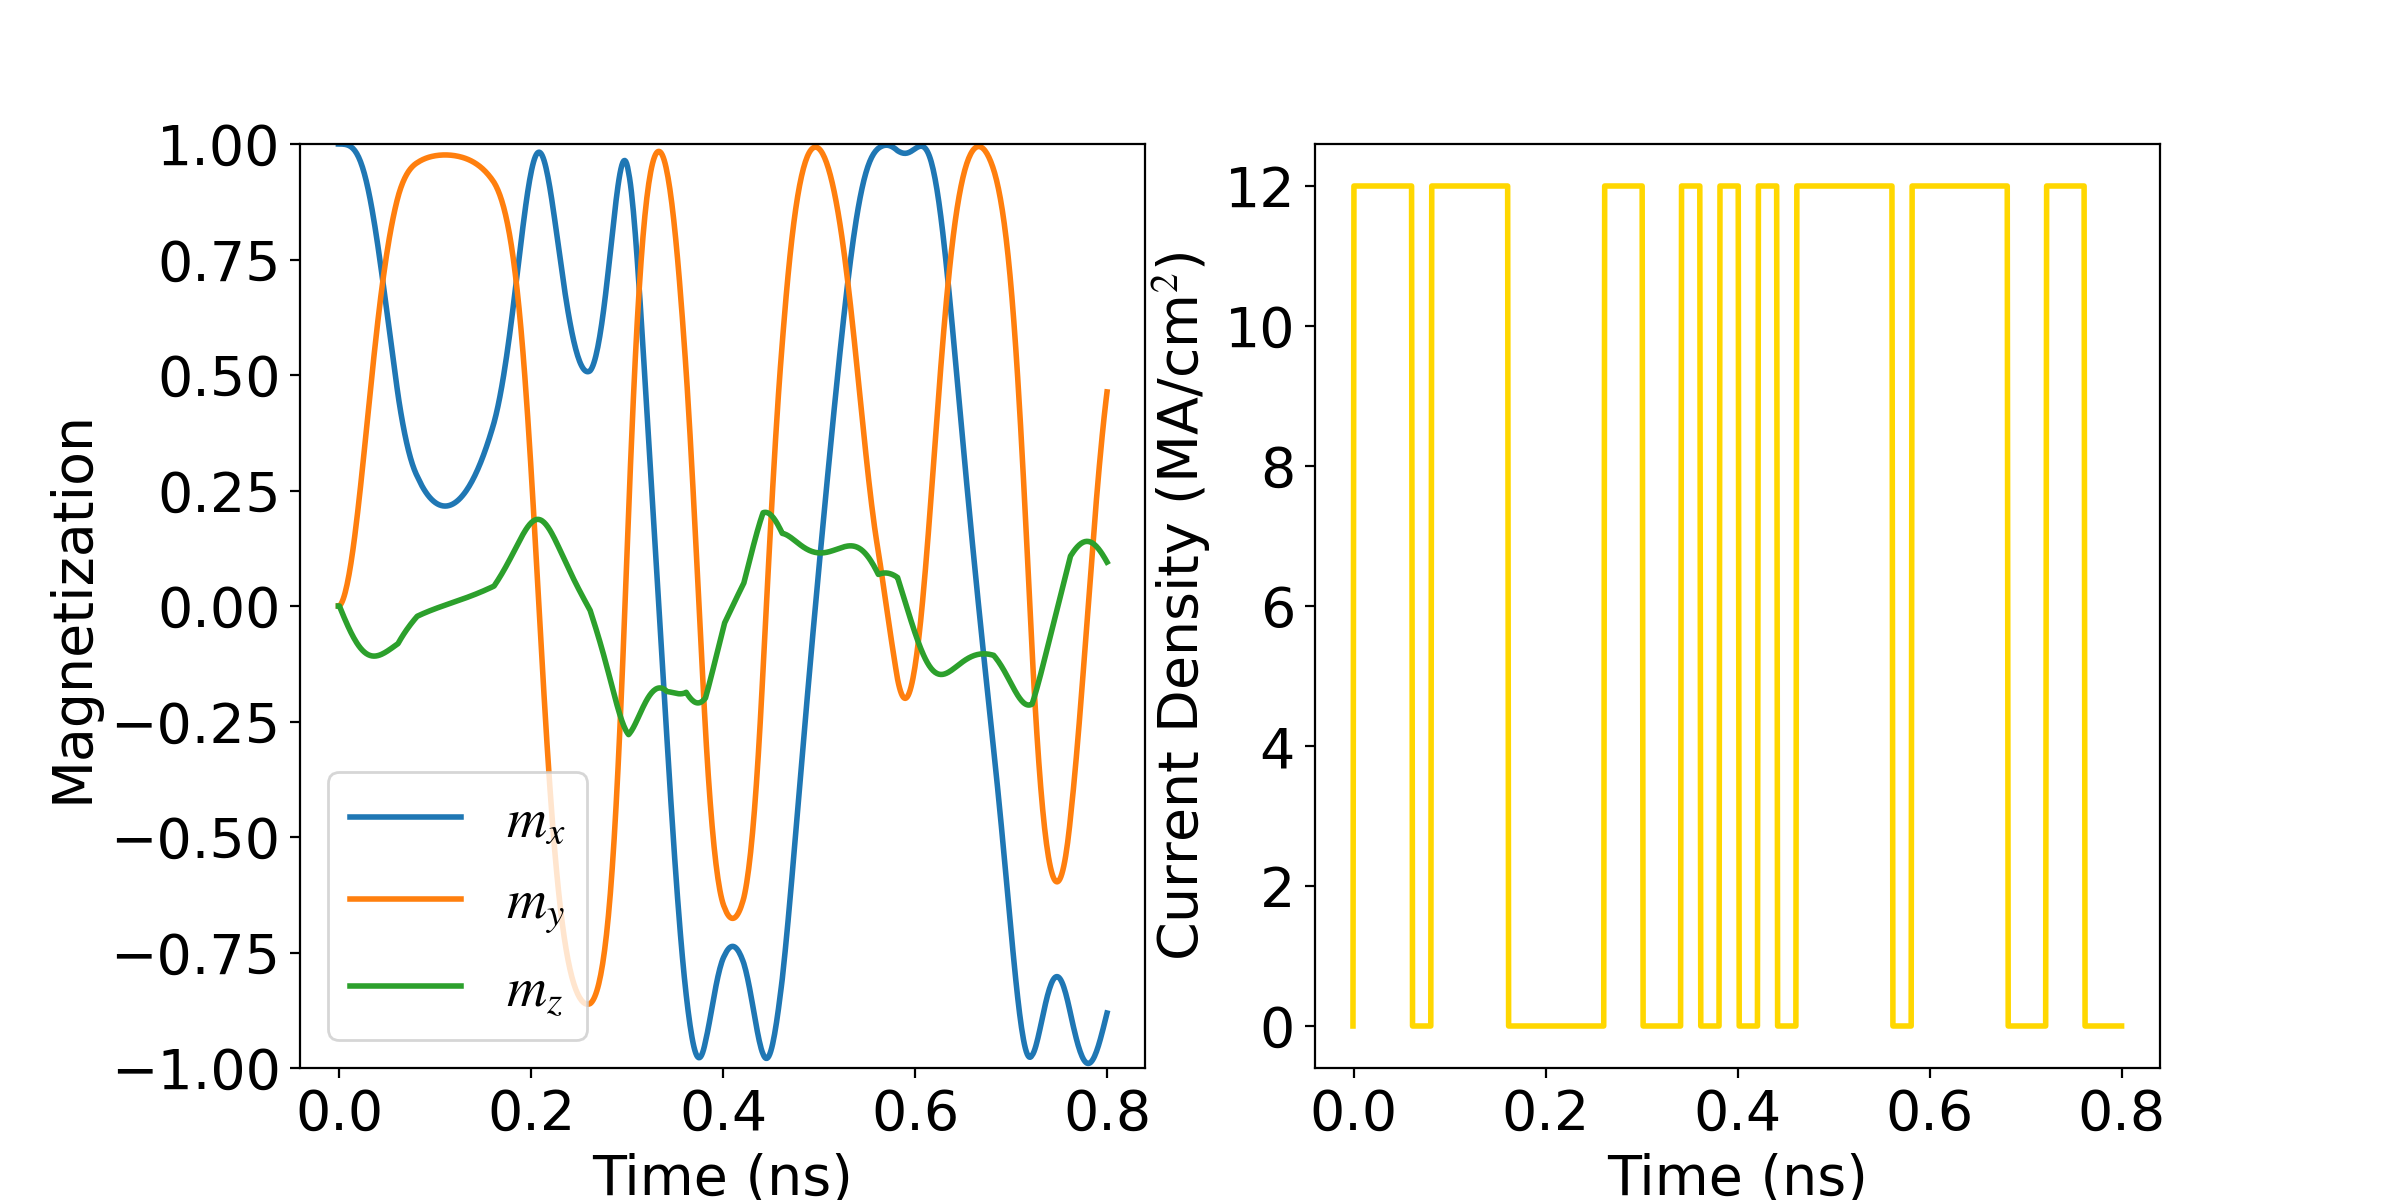 Magnetization
1.00
0.75
0.50
0.25
0.00
−0.25
−0.50
−0.75
−1.00
m_x
m_y
m_z
0.0 0.2 0.4 0.6 0.8
Time (ns)
Current Density (MA/cm²)
12
10
8
6
4
2
0
0.0 0.2 0.4 0.6 0.8
Time (ns)